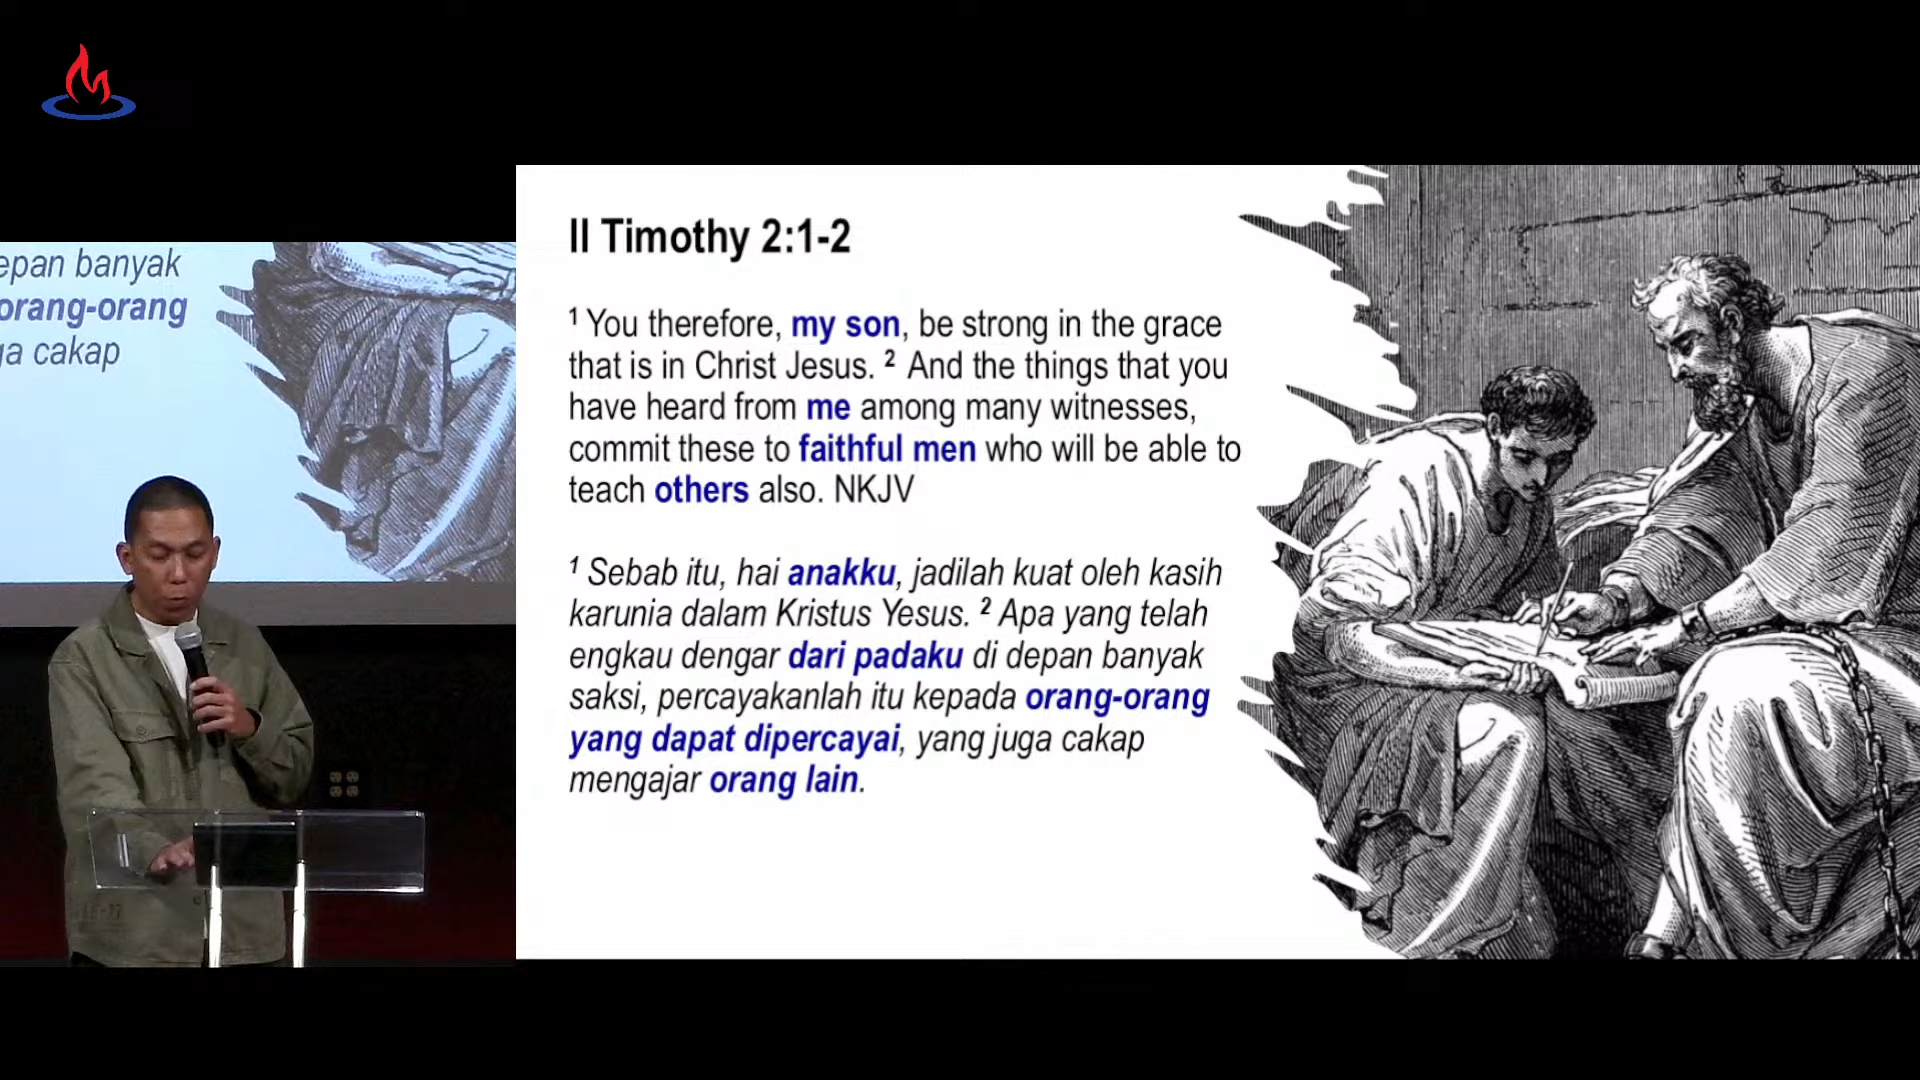 II Timothy 2:1-2
1 You therefore, my son, be strong in the grace
that is in Christ Jesus. 2 And the things that you
have heard from me among many witnesses,
commit these to faithful men who will be able to
teach others also. NKJV
1 Sebab itu, hai anakku, jadilah kuat oleh kasih
karunia dalam Kristus Yesus. 2 Apa yang telah
engkau dengar dari padaku di depan banyak
saksi, percayakanlah itu kepada orang-orang
yang dapat dipercayai, yang juga cakap
mengajar orang lain.
epan banyak
orang-orang
ga cakap